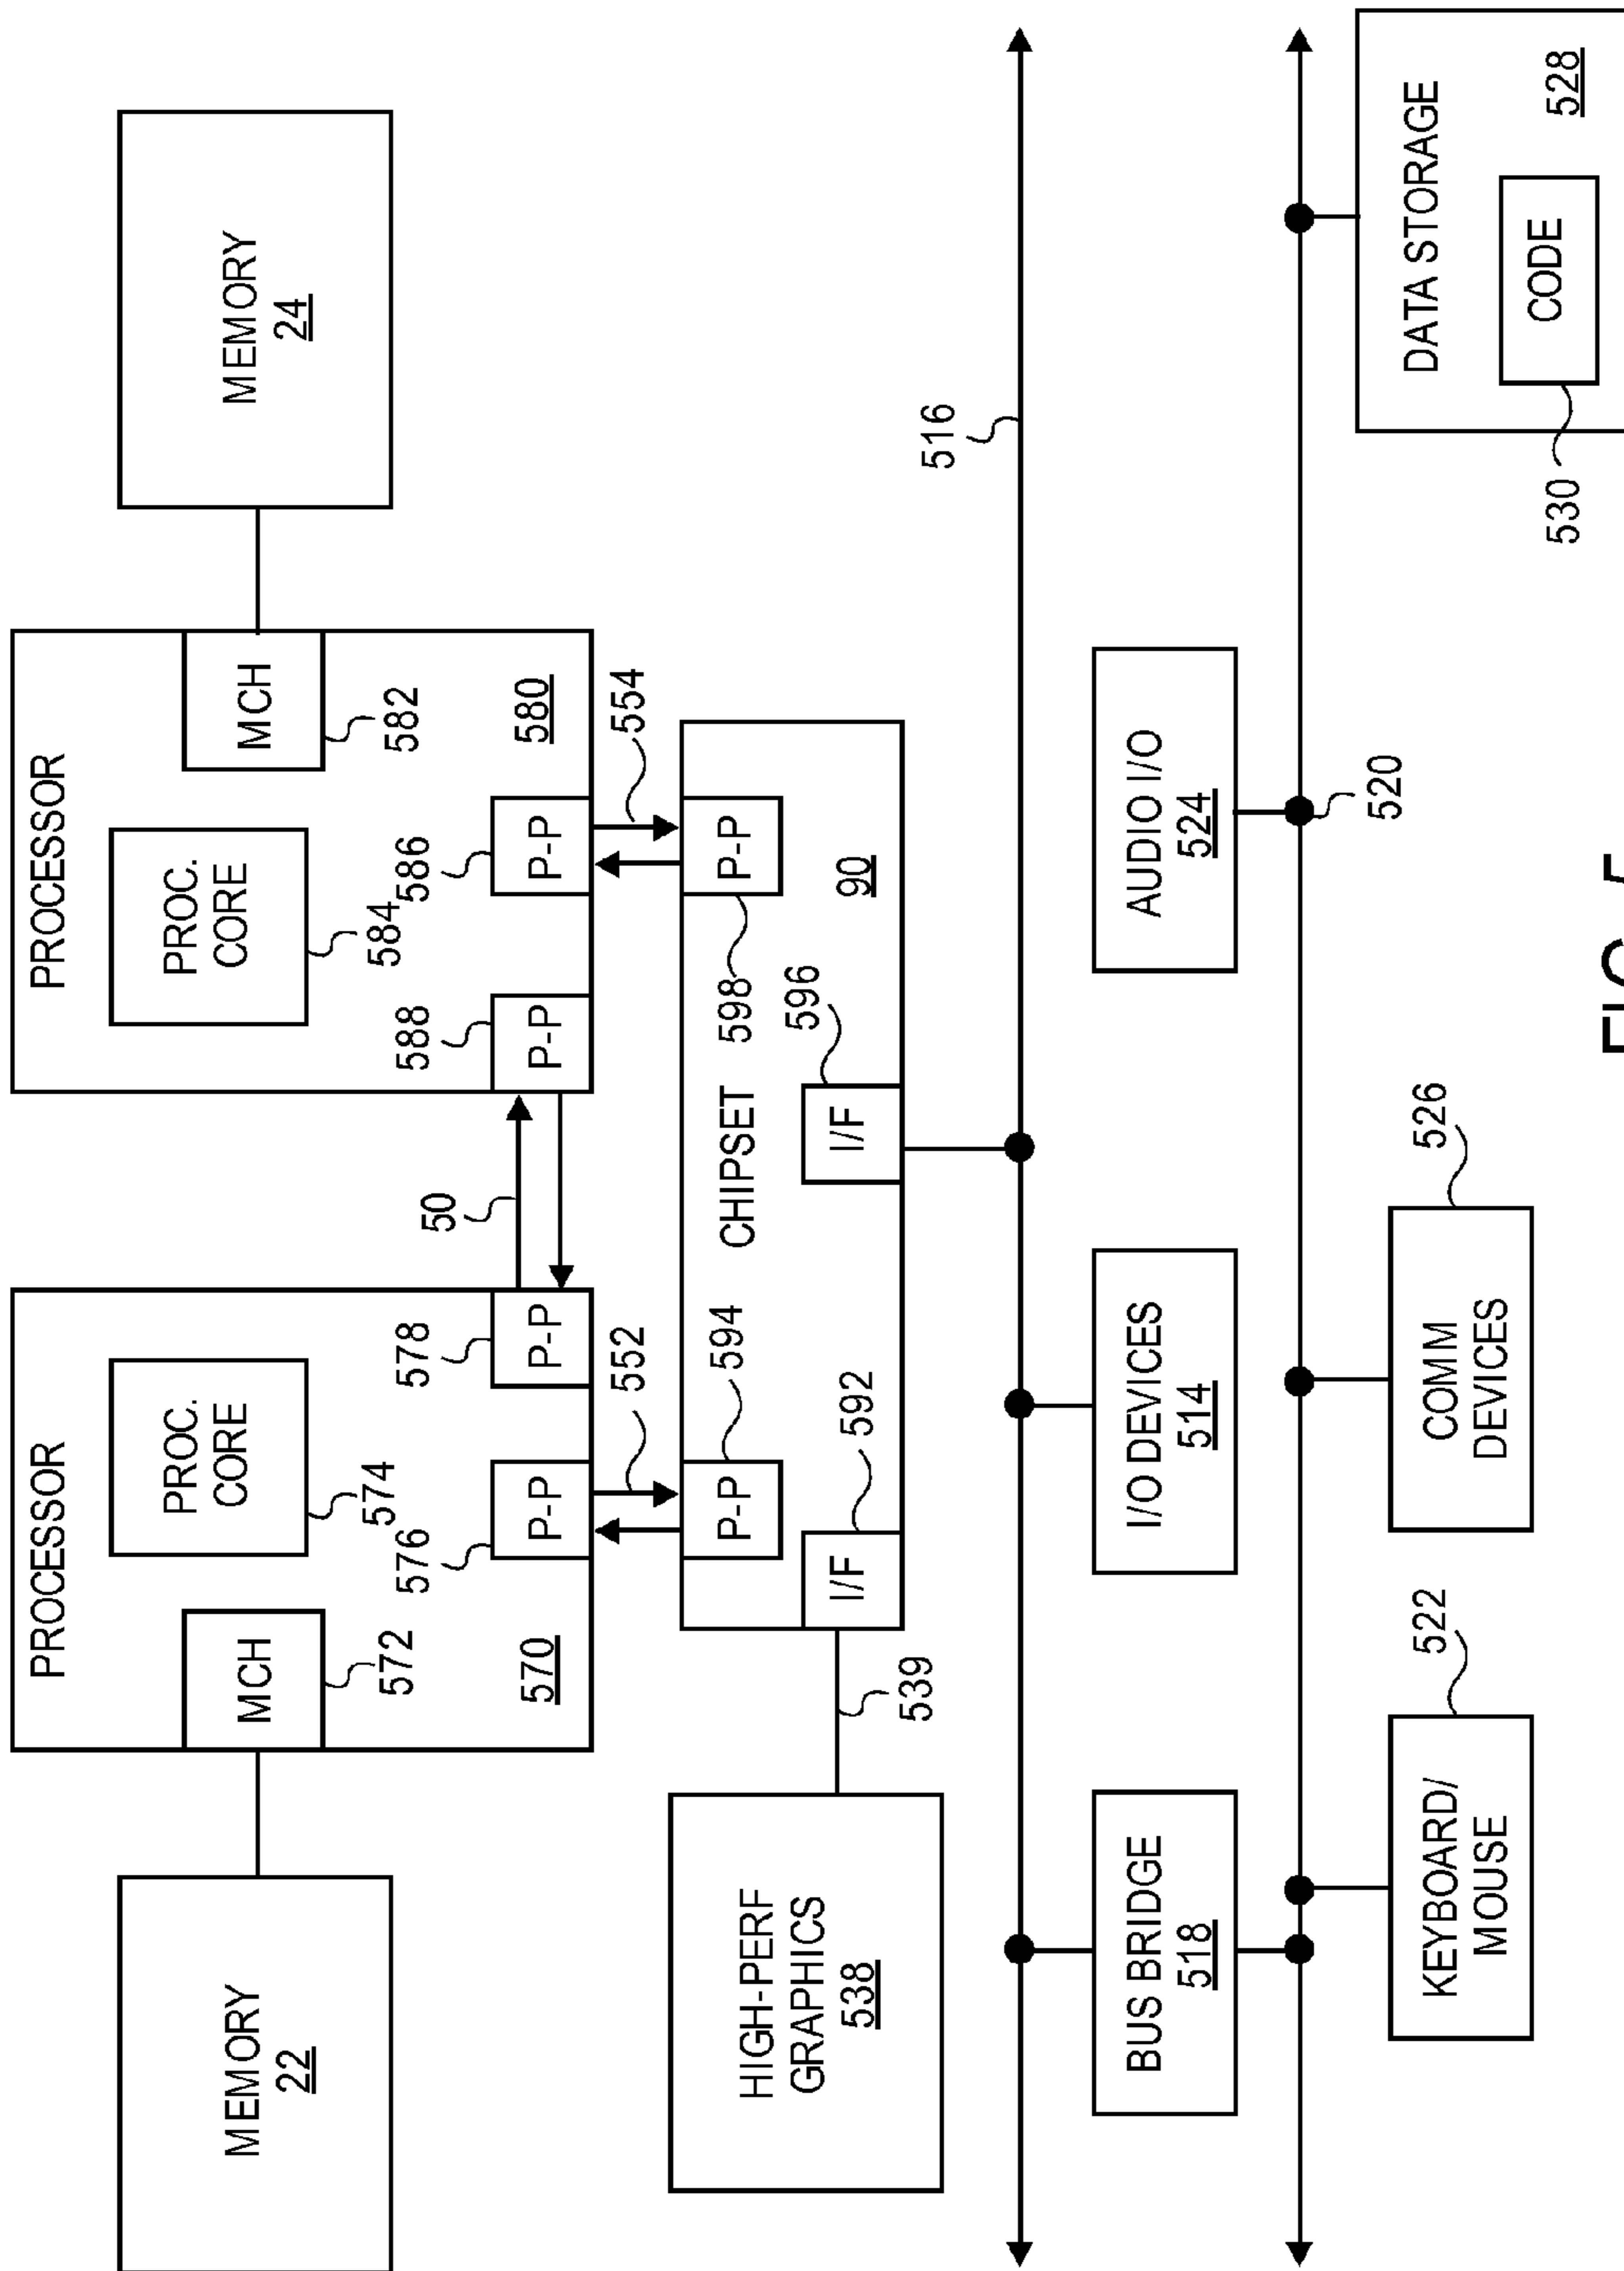 PROCESSOR
PROCESSOR
MEMORY
22
MCH
572
PROC.
CORE
574
570
576
P-P
578
P-P
50
588
P-P
PROC.
CORE
584
586
P-P
MCH
582
580
MEMORY
24
552
554
HIGH-PERF
GRAPHICS
538
539
I/F
592
P-P
594
CHIPSET
I/F
596
P-P
598
90
516
BUS BRIDGE
518
I/O DEVICES
514
AUDIO I/O
524
520
KEYBOARD/
MOUSE
522
COMM
DEVICES
526
DATA STORAGE
528
CODE
530